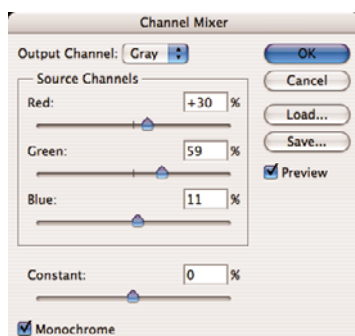 Channel Mixer
Output Channel: Gray
OK
Source Channels
Cancel
Red: +30 %
Load...
Green: 59 %
Save...
Preview
Blue: 11 %
Constant: 0 %
Monochrome